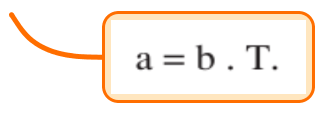 a = b . T.